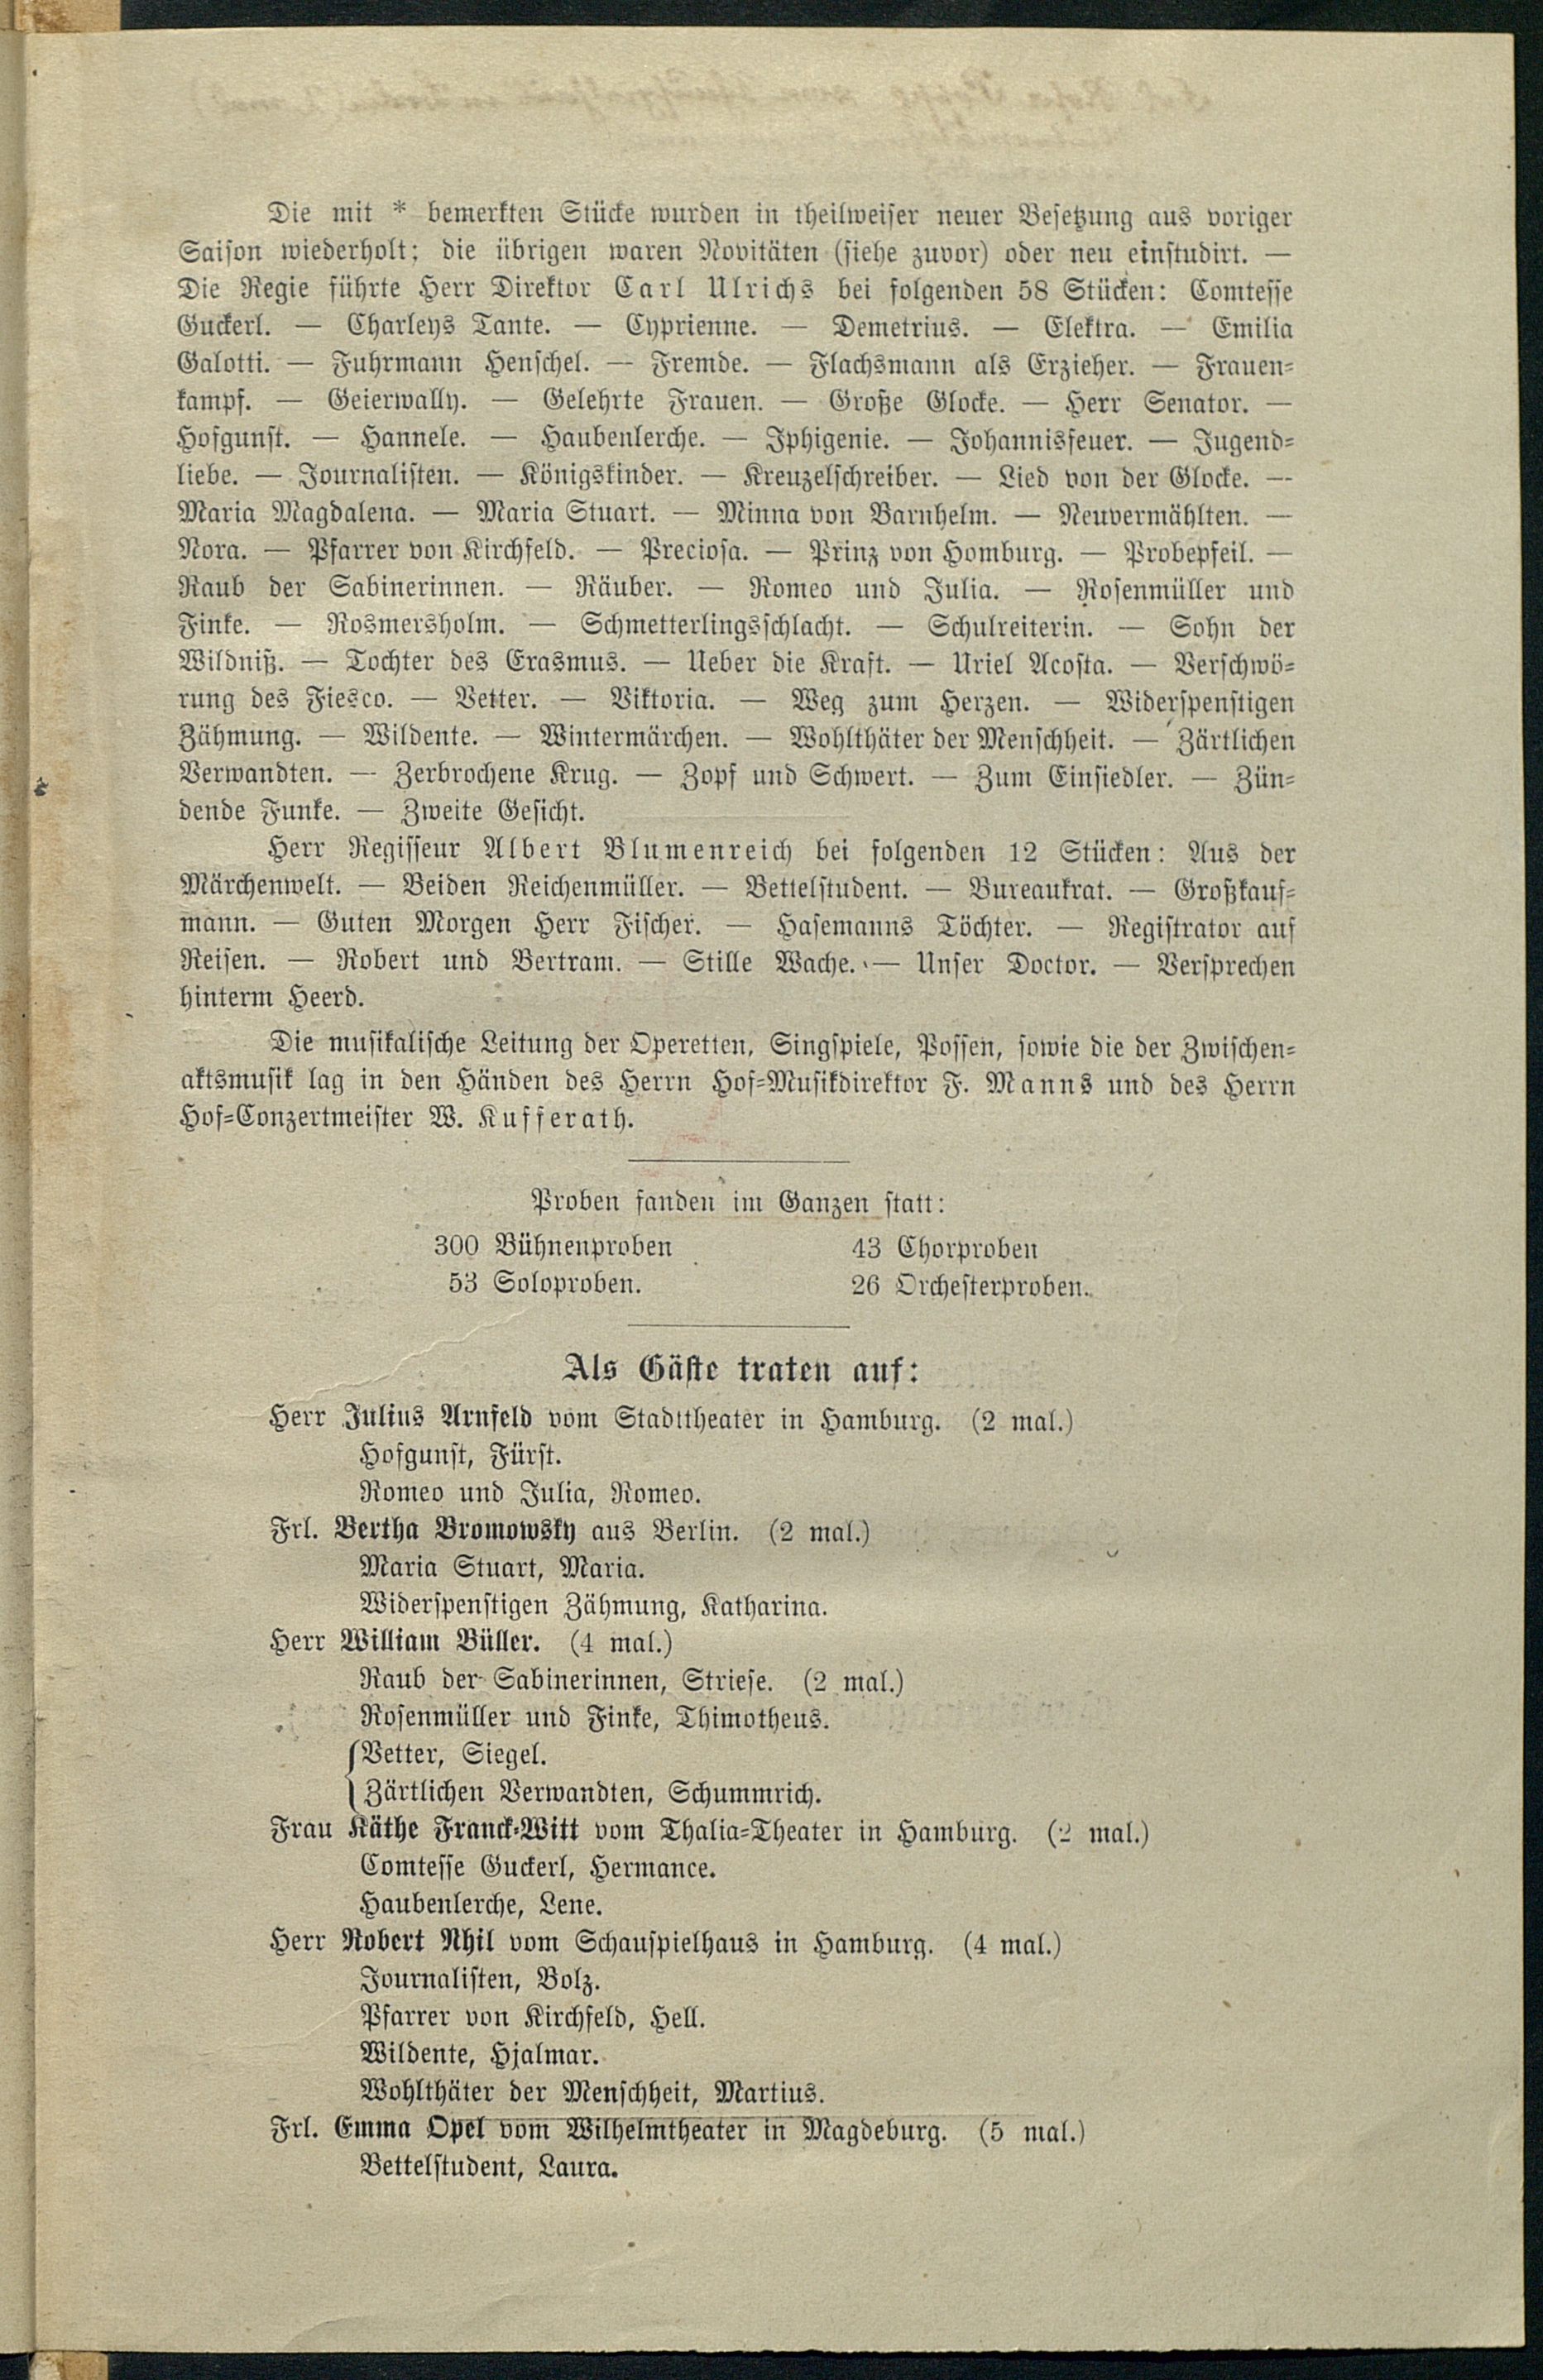 Die mit * bemerkten Stücke wurden in theilweiser neuer Besetzung aus voriger
Saison wiederholt; die übrigen waren Novitäten (siehe zuvor) oder neu einstudirt. —
Die Regie führte Herr Direktor Carl Ulrichs bei folgenden 58 Stücken: Comtesse
Guckerl. — Charleys Tante. — Cyprienne. — Demetrius. — Elektra. — Emilia
Galotti. — Fuhrmann Henschel. — Fremde. — Flachsmann als Erzieher. — Frauen-
kampf. — Geierwally. — Gelehrte Frauen. — Große Glocke. — Herr Senator. —
Hofgunst. — Hannele. — Haubenlerche. — Iphigenie. — Johannisfeuer. — Jugend-
liebe. — Journalisten. — Königskinder. — Kreuzelschreiber. — Lied von der Glocke. —
Maria Magdalena. — Maria Stuart. — Minna von Barnhelm. — Neuvermählten. —
Nora. — Pfarrer von Kirchfeld. — Preciosa. — Prinz von Homburg. — Probepfeil. —
Raub der Sabinerinnen. — Räuber. — Romeo und Julia. — Rosenmüller und
Finke. — Rosmersholm. — Schmetterlingsschlacht. — Schulreiterin. — Sohn der
Wildniß. — Tochter des Erasmus. — Ueber die Kraft. — Uriel Acosta. — Verschwö-
rung des Fiesco. — Vetter. — Viktoria. — Weg zum Herzen. — Widerspenstigen
Zähmung. — Wildente. — Wintermärchen. — Wohlthäter der Menschheit. — Zärtlichen
Verwandten. — Zerbrochene Krug. — Zopf und Schwert. — Zum Einsiedler. — Zün-
dende Funke. — Zweite Gesicht.
Herr Regisseur Albert Blumenreich bei folgenden 12 Stücken: Aus der
Märchenwelt. — Beiden Reichenmüller. — Bettelstudent. — Bureaukrat. — Großkauf-
mann. — Guten Morgen Herr Fischer. — Hasemanns Töchter. — Registrator auf
Reisen. — Robert und Bertram. — Stille Wache. — Unser Doctor. — Versprechen
hinterm Heerd.
Die musikalische Leitung der Operetten, Singspiele, Possen, sowie die der Zwischen-
aktsmusik lag in den Händen des Herrn Hof-Musikdirektor F. Manns und des Herrn
Hof-Conzertmeister W. Kufferath.
Proben fanden im Ganzen statt:
300 Bühnenproben 43 Chorproben
53 Soloproben. 26 Orchesterproben.
Als Gäste traten auf:
Herr Julius Arnfeld vom Stadttheater in Hamburg. (2 mal.)
Hofgunst, Fürst.
Romeo und Julia, Romeo.
Frl. Bertha Bromowsky aus Berlin. (2 mal.)
Maria Stuart, Maria.
Widerspenstigen Zähmung, Katharina.
Herr William Büller. (4 mal.)
Raub der Sabinerinnen, Striese. (2 mal.)
Rosenmüller und Finke, Thimotheus.
Vetter, Siegel.
Zärtlichen Verwandten, Schummrich.
Frau Käthe Franck-Witt vom Thalia-Theater in Hamburg. (2 mal.)
Comtesse Guckerl, Hermance.
Haubenlerche, Lene.
Herr Robert Nhil vom Schauspielhaus in Hamburg. (4 mal.)
Journalisten, Bolz.
Pfarrer von Kirchfeld, Hell.
Wildente, Hjalmar.
Wohlthäter der Menschheit, Martius.
Frl. Emma Opel vom Wilhelmtheater in Magdeburg. (5 mal.)
Bettelstudent, Laura.